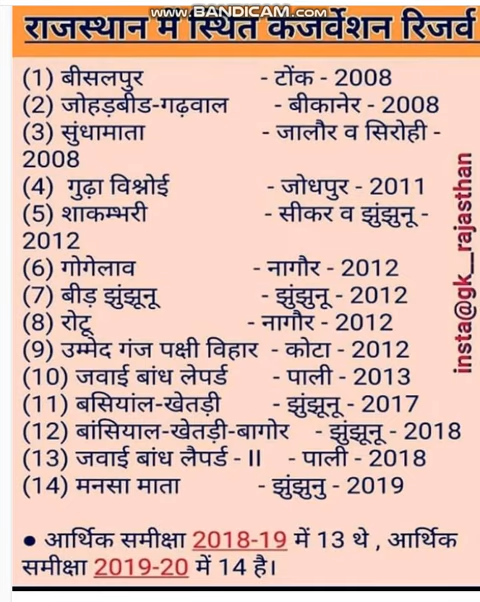 www.BANDICAM.com
राजस्थान में स्थित कंजर्वेशन रिजर्व
(1) बीसलपुर - टोंक - 2008
(2) जोहड़बीड-गढ़वाल - बीकानेर - 2008
(3) सुंधामाता - जालौर व सिरोही -
2008
(4) गुढ़ा विश्नोई - जोधपुर - 2011
(5) शाकम्भरी - सीकर व झुंझुनू -
2012
(6) गोगेलाव - नागौर - 2012
(7) बीड़ झुंझूनू - झुंझुनू - 2012
(8) रोटू - नागौर - 2012
(9) उम्मेद गंज पक्षी विहार - कोटा - 2012
(10) जवाई बांध लेपर्ड - पाली - 2013
(11) बसियांल-खेतड़ी - झुंझूनू - 2017
(12) बांसियाल-खेतड़ी-बागोर - झुंझूनू - 2018
(13) जवाई बांध लैपर्ड - II - पाली - 2018
(14) मनसा माता - झुंझुनु - 2019
• आर्थिक समीक्षा 2018-19 में 13 थे , आर्थिक
समीक्षा 2019-20 में 14 है।
insta@gk__rajasthan